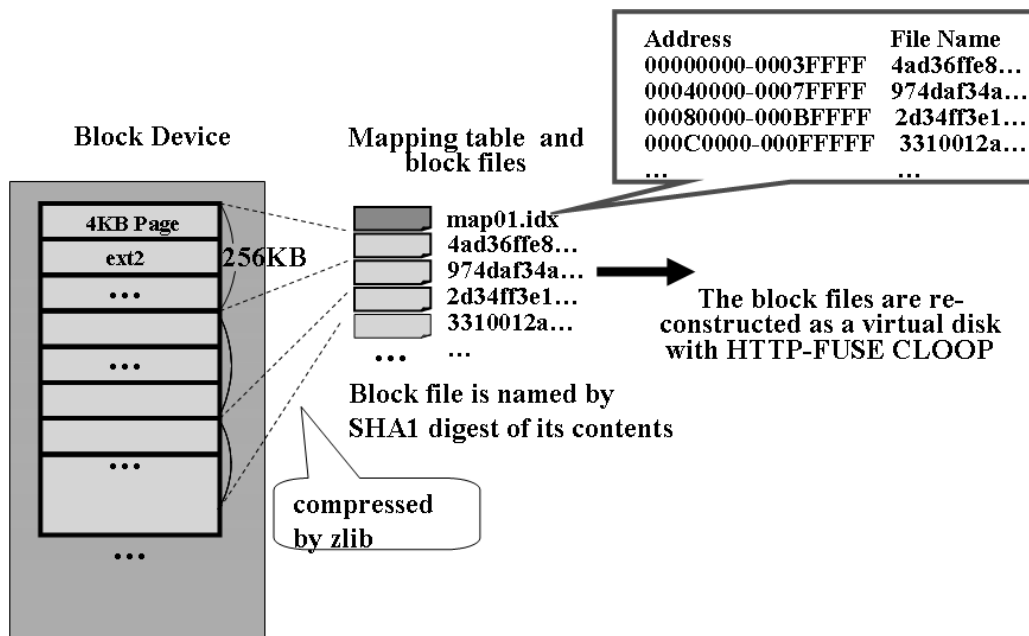 Address File Name
00000000-0003FFFF 4ad36ffe8...
00040000-0007FFFF 974daf34a...
00080000-000BFFFF 2d34ff3e1...
000C0000-000FFFFF 3310012a...
... ...
Block Device
Mapping table and
block files
4KB Page
ext2
...
256KB
...
...
...
map01.idx
4ad36ffe8...
974daf34a...
2d34ff3e1...
3310012a...
... ...
The block files are re-
constructed as a virtual disk
with HTTP-FUSE CLOOP
Block file is named by
SHA1 digest of its contents
compressed
by zlib